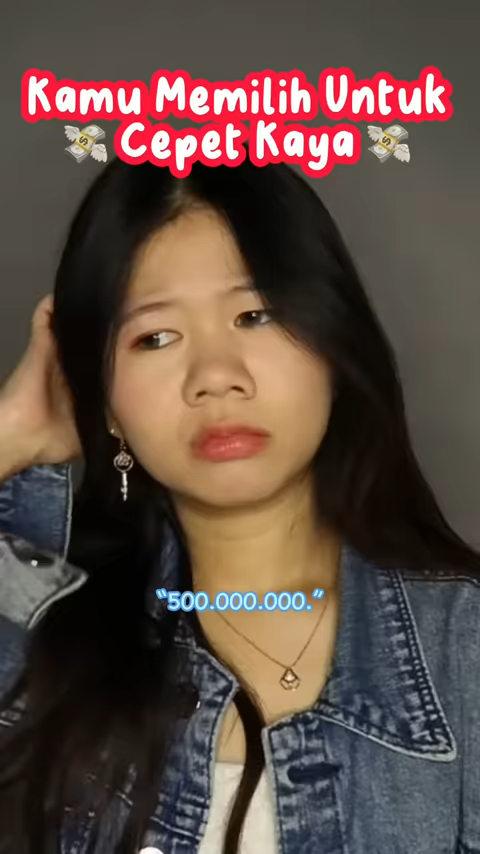 Kamu Memilih Untuk
💸 Cepet Kaya 💸
"500.000.000."